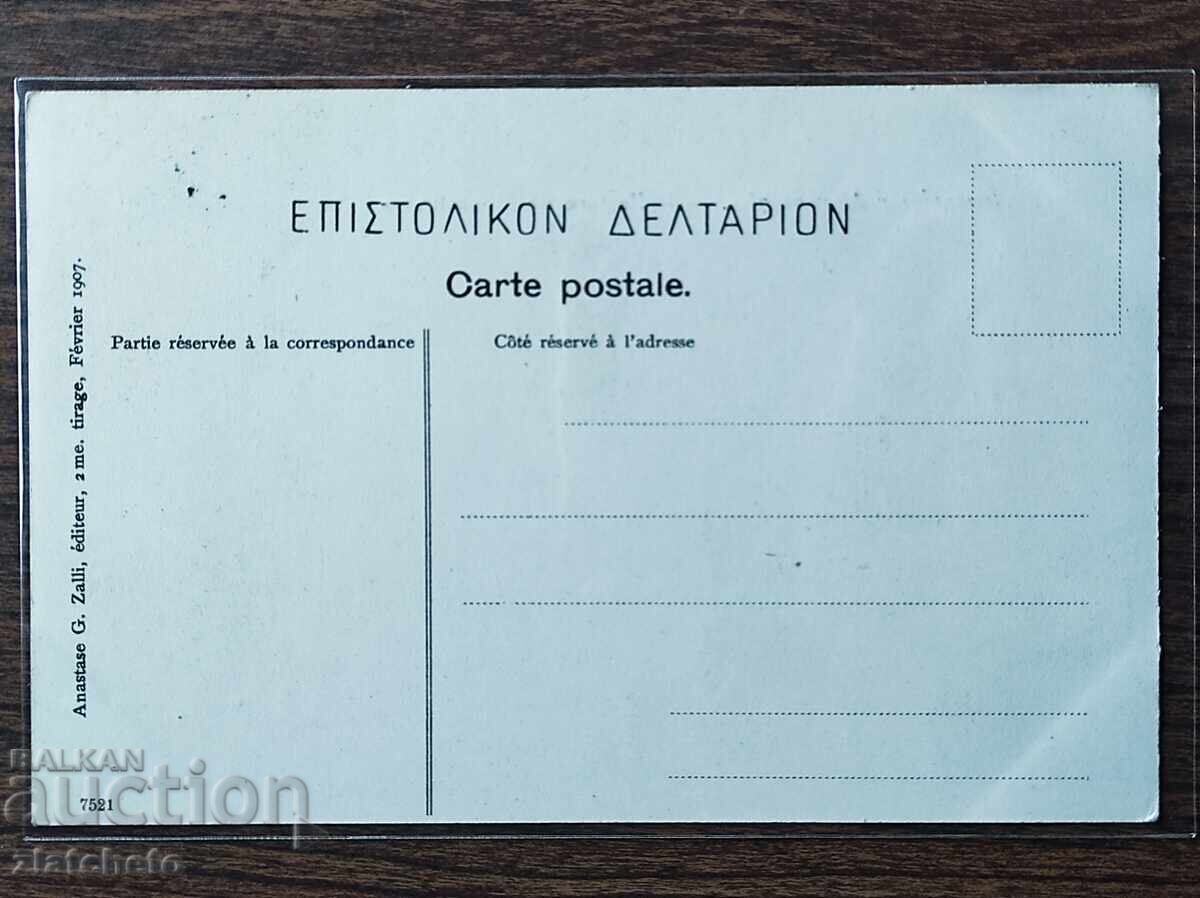 ΕΠΙΣΤΟΛΙΚΟΝ ΔΕΛΤΑΡΙΟΝ
Carte postale.
Partie réservée à la correspondance
Côté réservé à l'adresse
Anastase G. Zalli, éditeur, 2 me. tirage, Février 1907.
7521
BALKAN
auction
zlatcheto